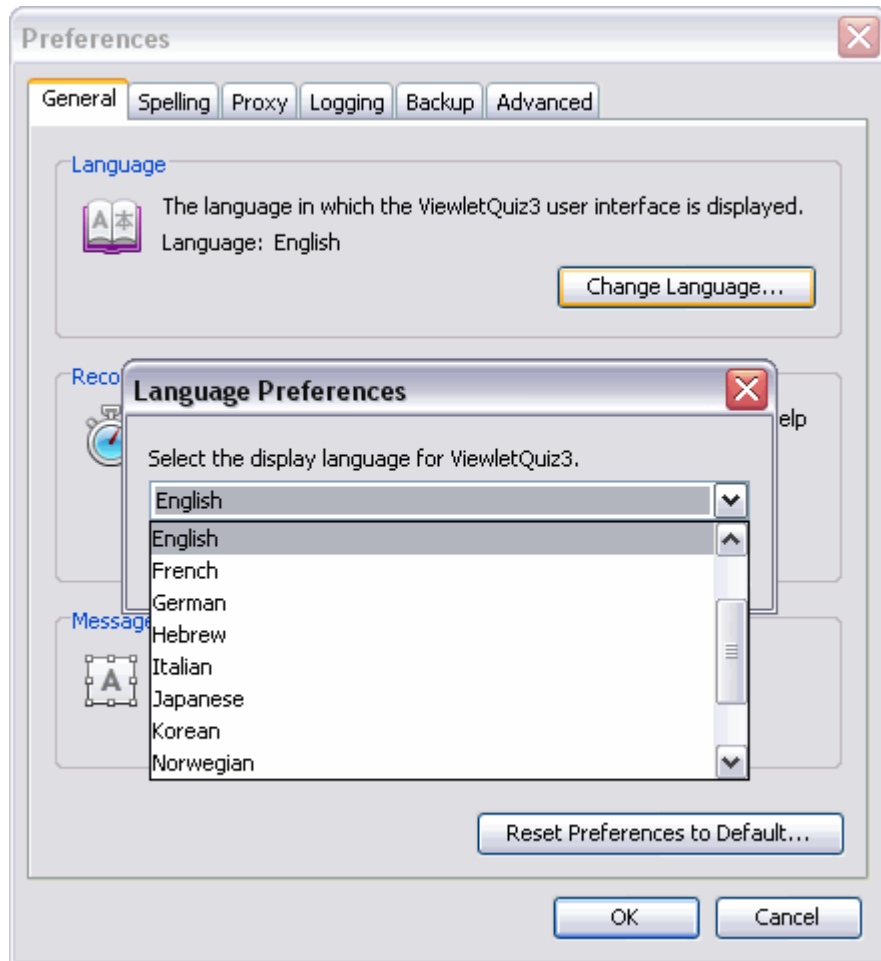 Preferences
General Spelling Proxy Logging Backup Advanced
Language
The language in which the ViewletQuiz3 user interface is displayed.
Language: English
Change Language...
Language Preferences
elp
Select the display language for ViewletQuiz3.
English
English
French
German
Hebrew
Italian
Japanese
Korean
Norwegian
Reset Preferences to Default...
OK Cancel